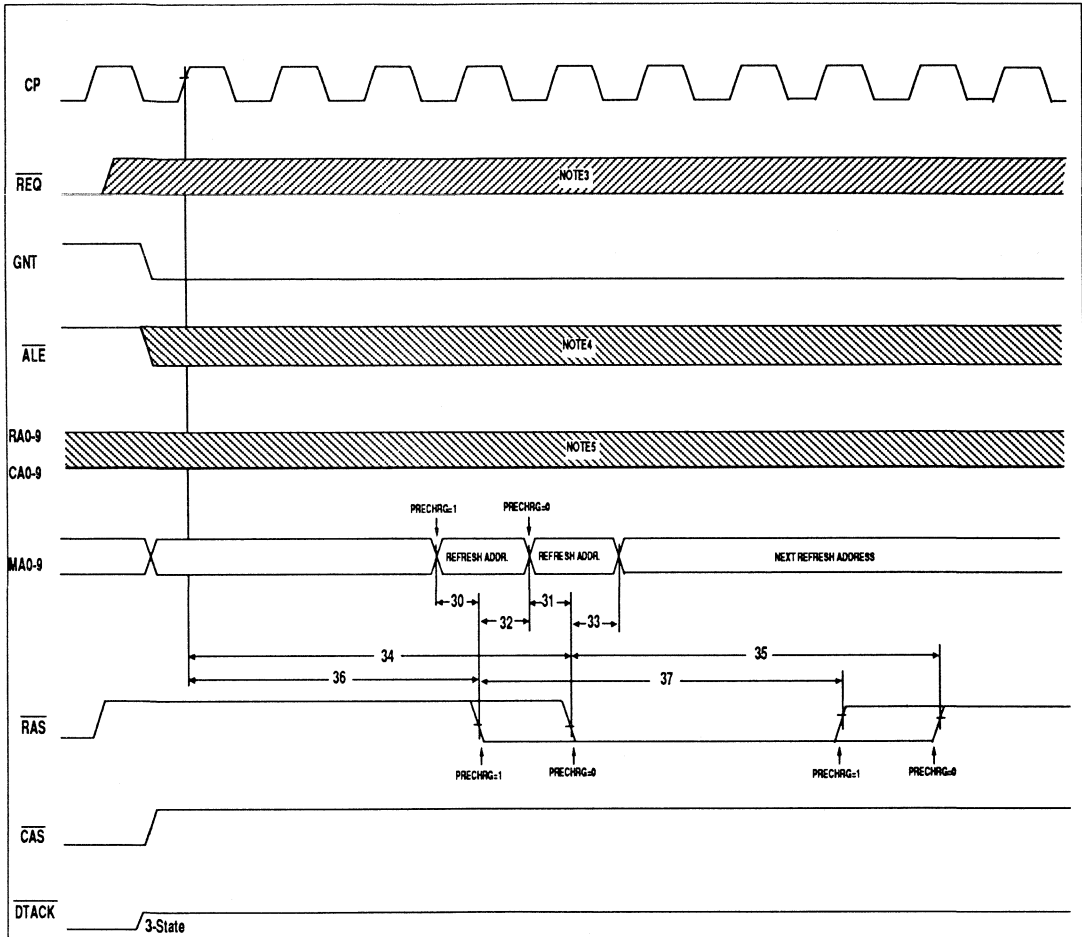 CP
REQ
NOTE3
GNT
ALE
NOTE4
RA0-9
NOTE5
CA0-9
PRECHRG=1
PRECHRG=0
MA0-9
REFRESH ADDR.
REFRESH ADDR.
NEXT REFRESH ADDRESS
30
31
32
33
34
35
36
37
RAS
PRECHRG=1
PRECHRG=0
PRECHRG=1
PRECHRG=0
CAS
DTACK
3-State